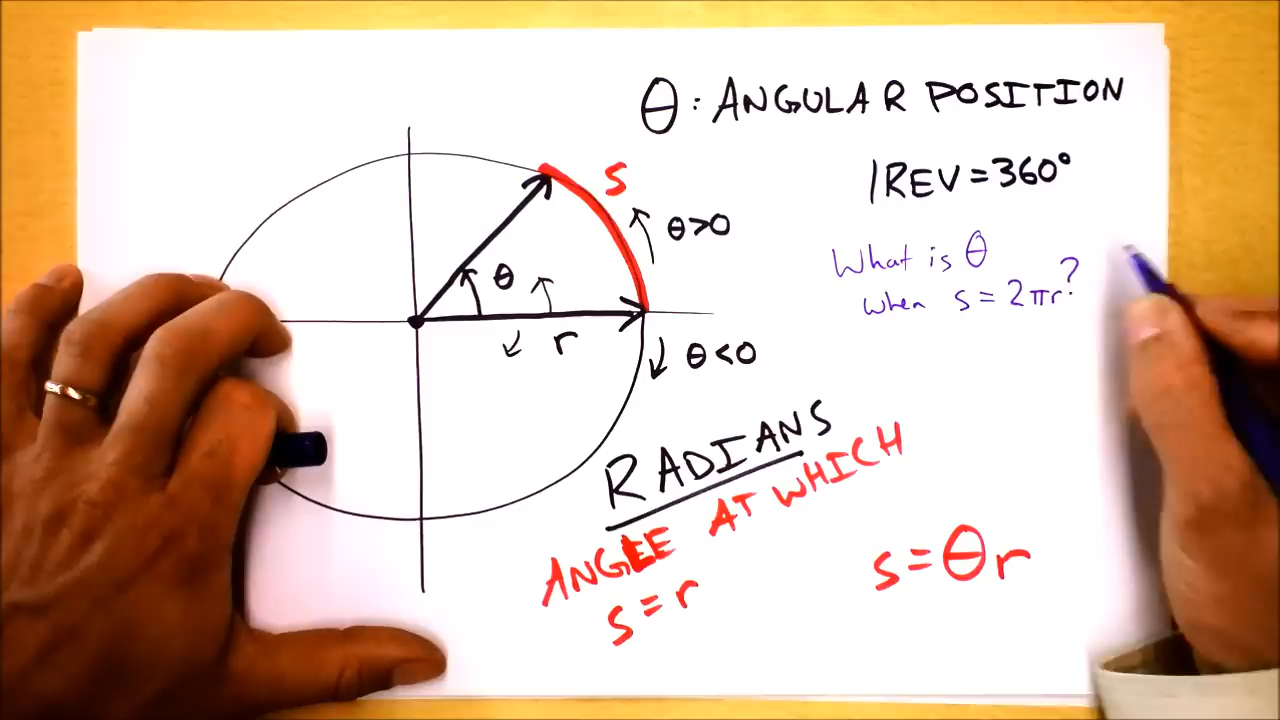 θ: ANGULAR POSITION
1REV=360°
s
θ>0
What is θ
when s = 2πr?
θ
r
θ<0
RADIANS
ANGLE AT WHICH
s=r
s=θr